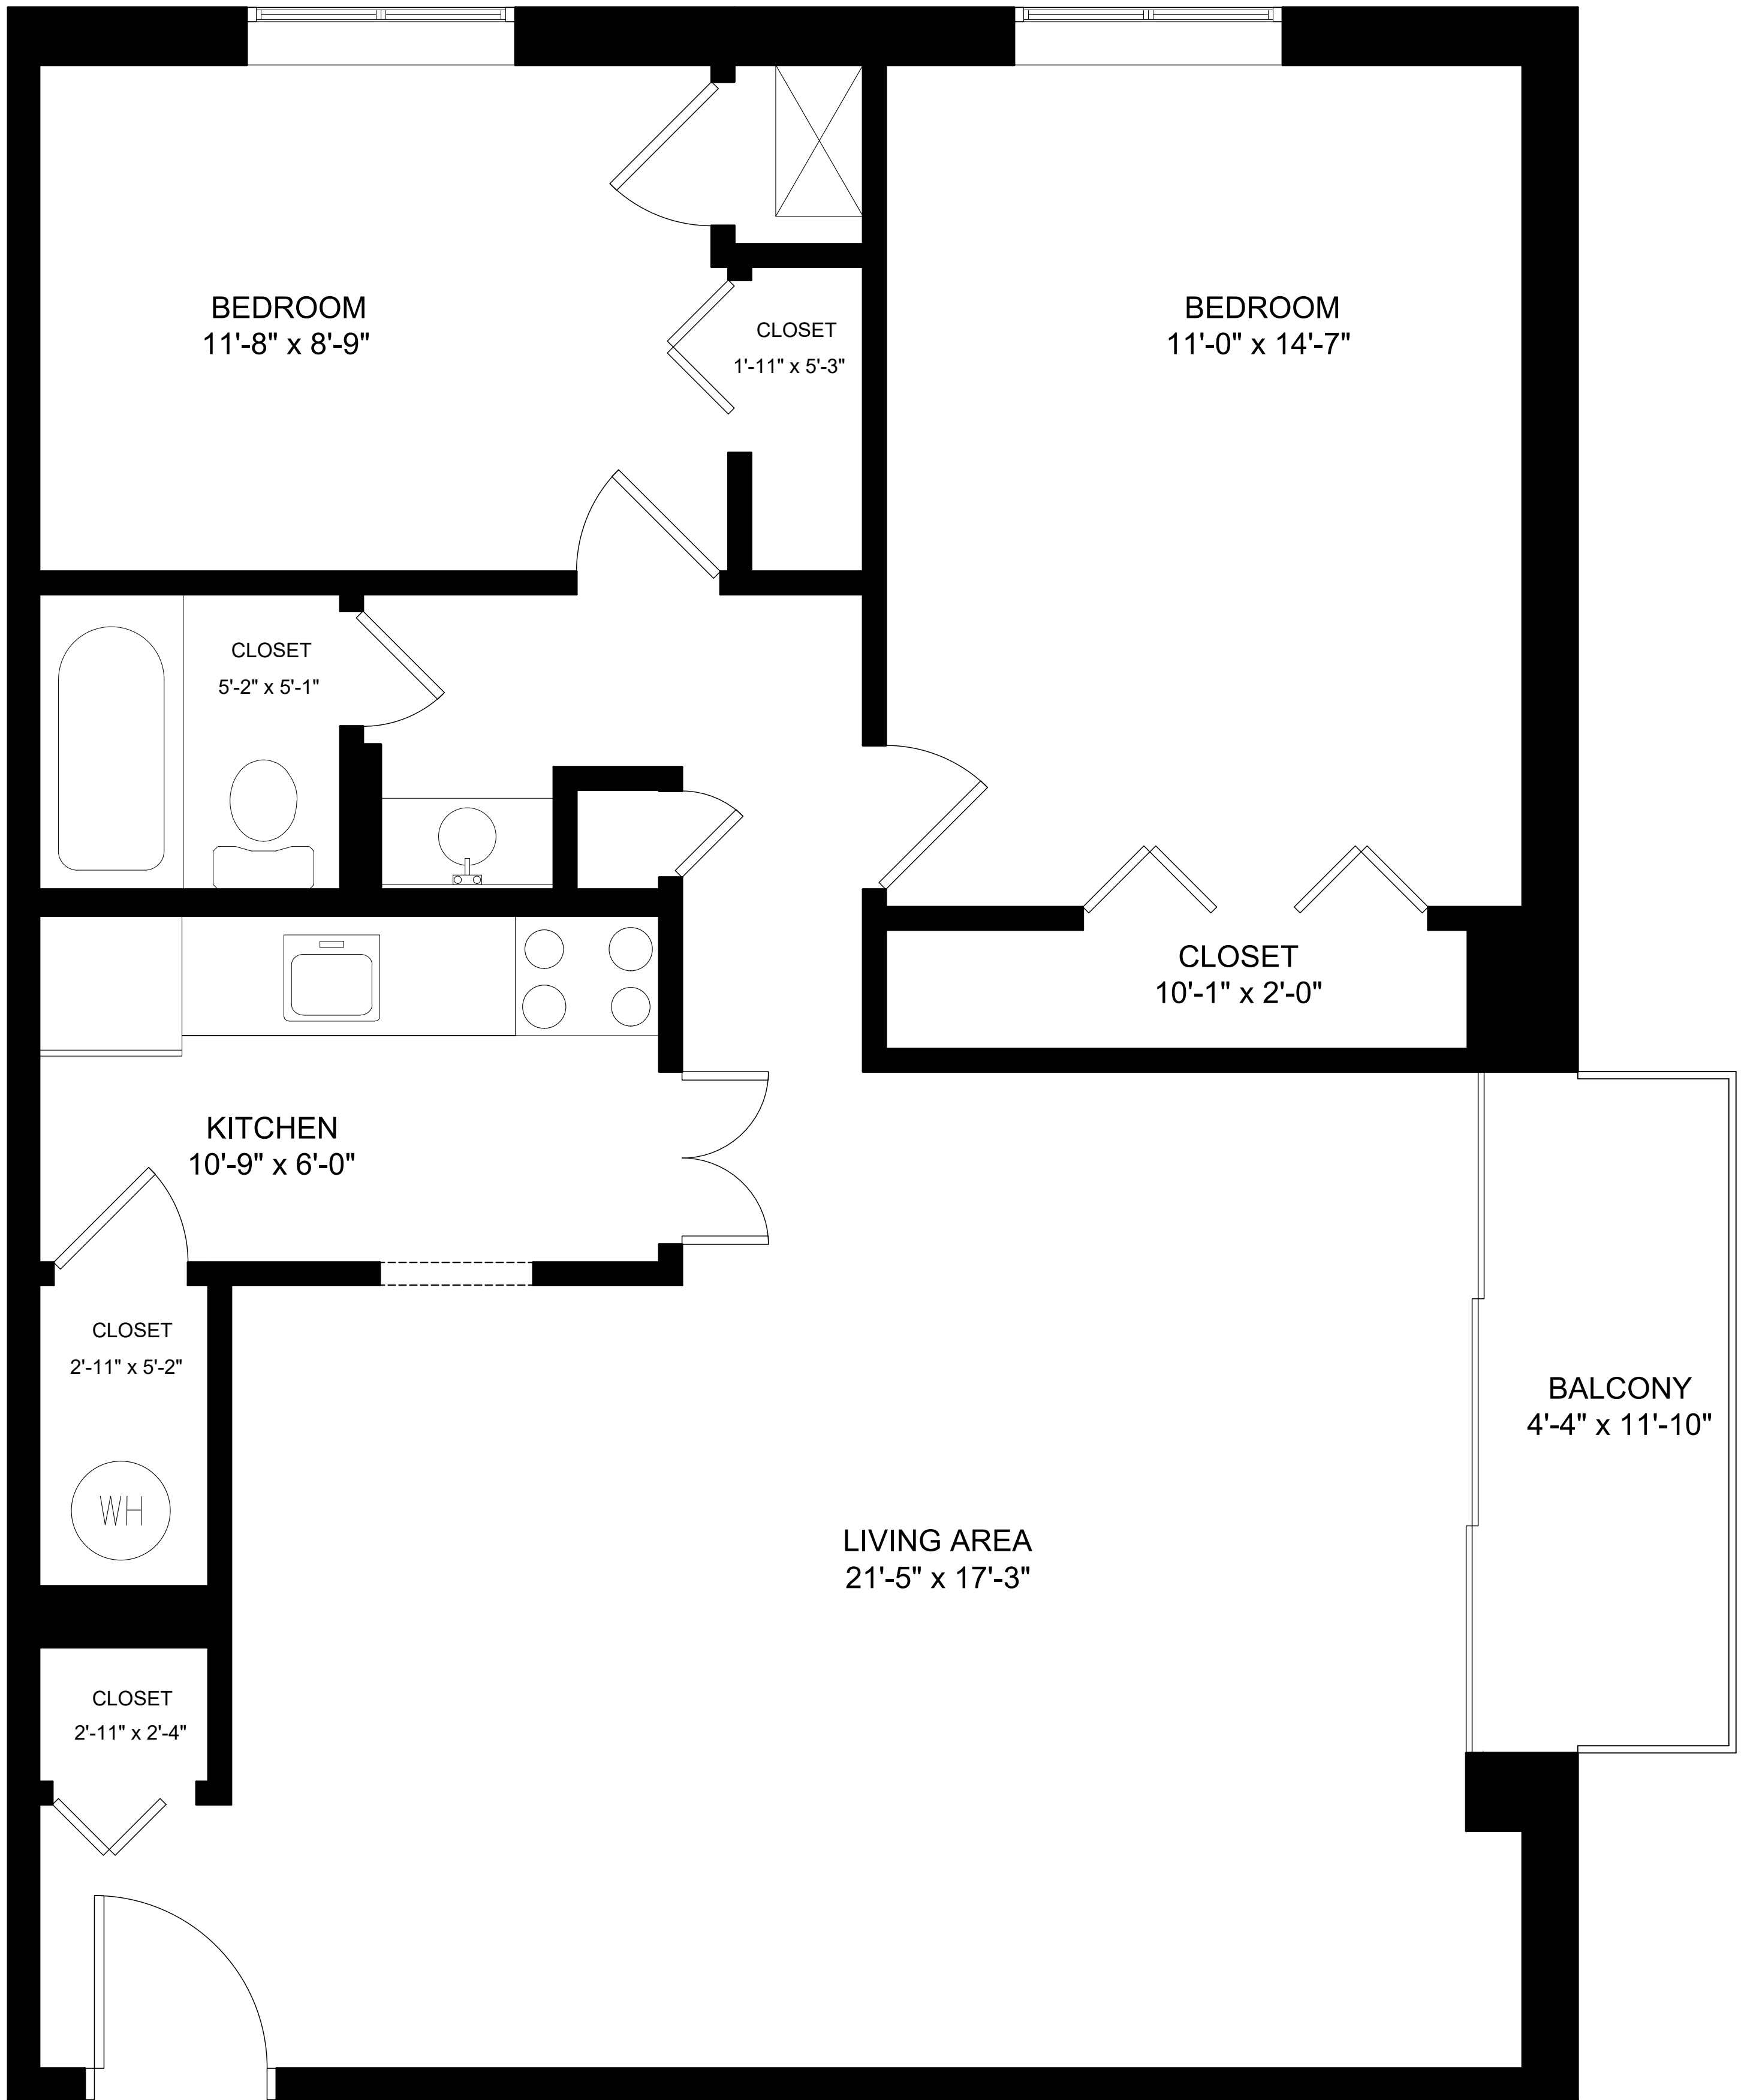 BEDROOM
11'-8" x 8'-9"
CLOSET
1'-11" x 5'-3"
BEDROOM
11'-0" x 14'-7"
CLOSET
5'-2" x 5'-1"
CLOSET
10'-1" x 2'-0"
KITCHEN
10'-9" x 6'-0"
CLOSET
2'-11" x 5'-2"
WH
BALCONY
4'-4" x 11'-10"
LIVING AREA
21'-5" x 17'-3"
CLOSET
2'-11" x 2'-4"